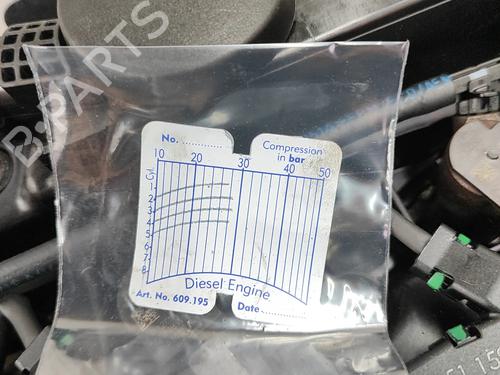 B-PARTS
No. ............
Compression
in bar
10 20 30 40 50
Cyl.
1
2
3
4
5
6
7
8
Diesel Engine
Art. No. 609.195
Date ............